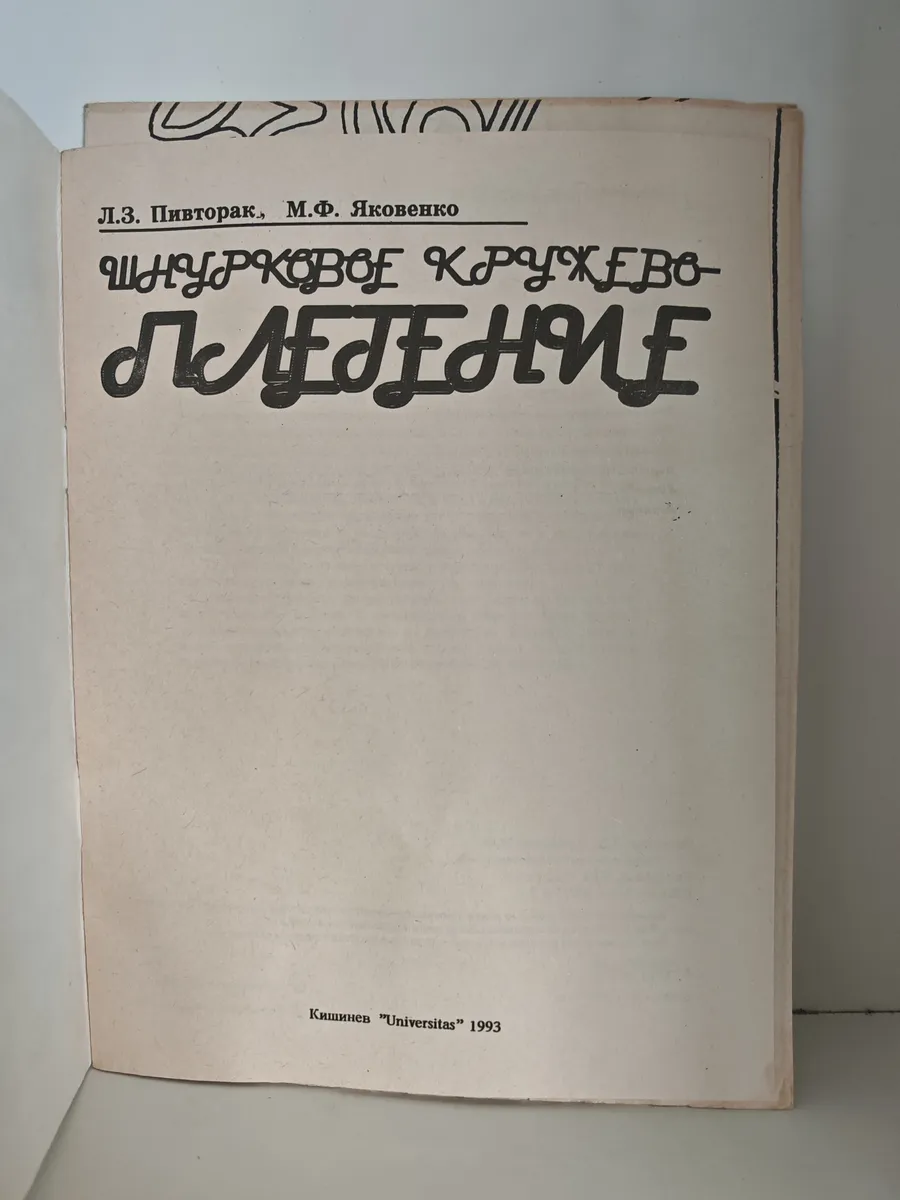 Л.З. Пивторак, М.Ф. Яковенко
ШНУРКОВОЕ КРУЖЕВО-
ПЛЕТЕНИЕ
Кишинев "Universitas" 1993